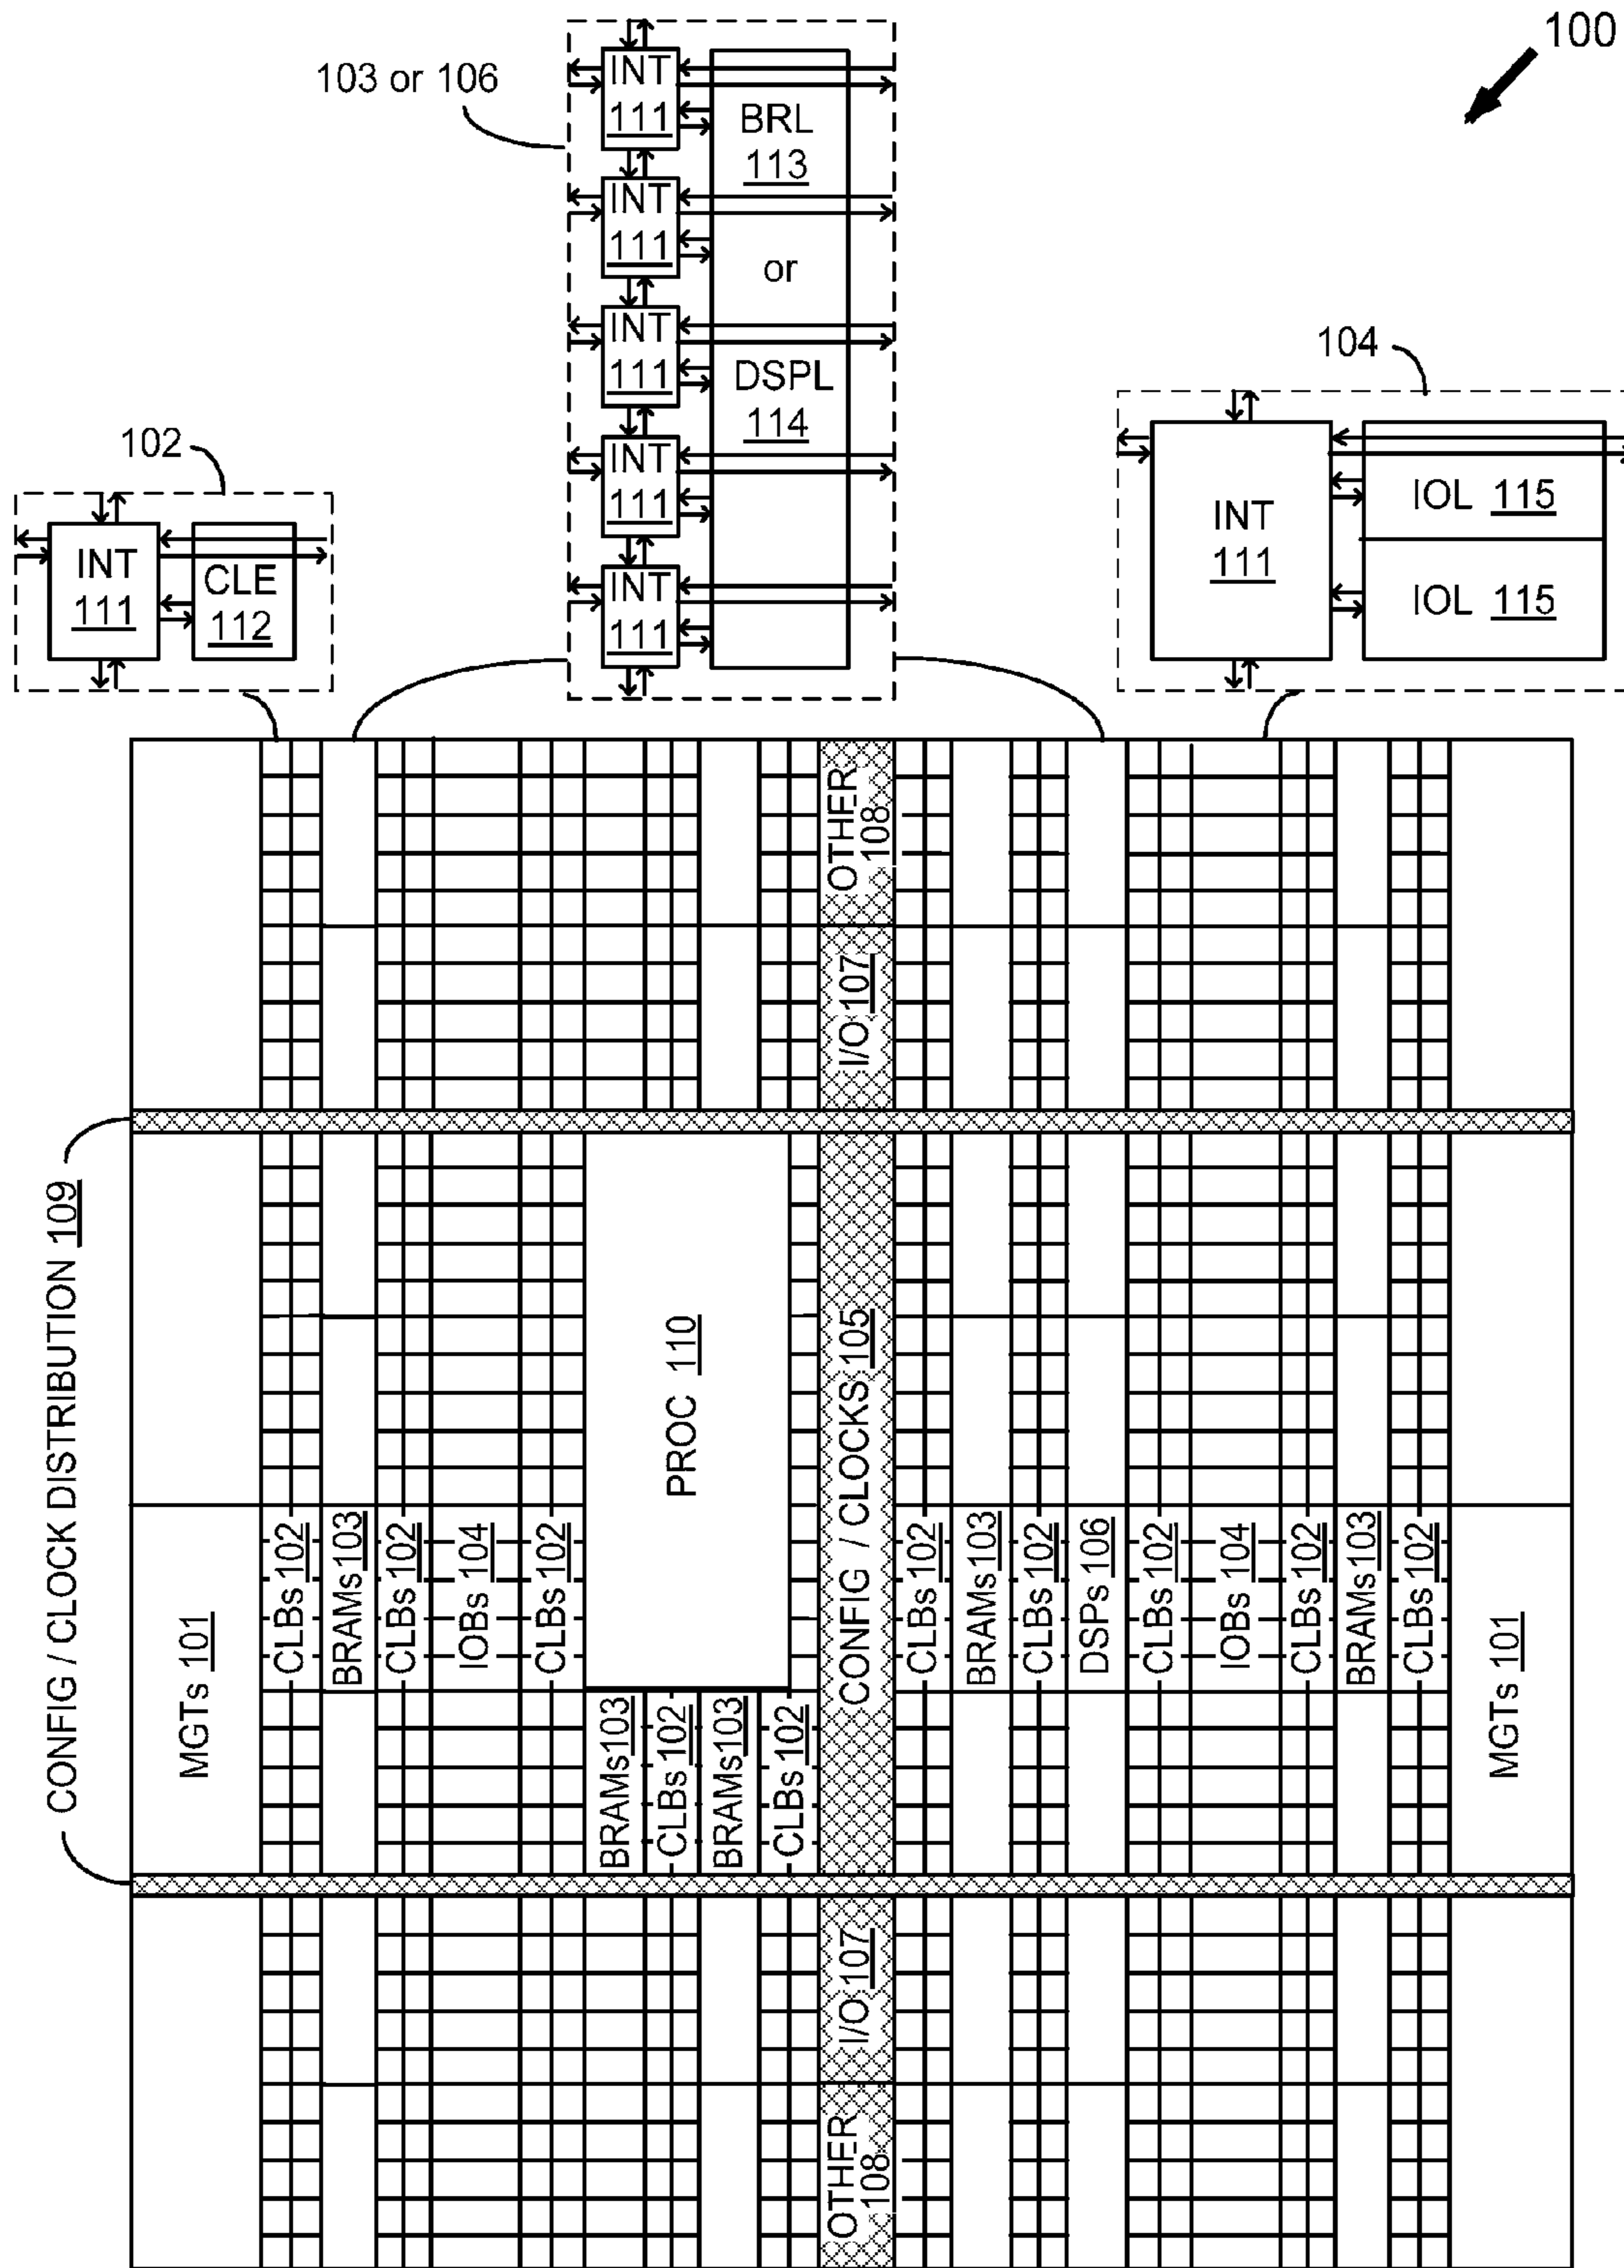 100
103 or 106
INT
111
INT
111
INT
111
INT
111
INT
111
BRL
113
or
DSPL
114
102
INT
111
CLE
112
104
INT
111
IOL 115
IOL 115
OTHER
108
I/O 107
CONFIG / CLOCK DISTRIBUTION 109
PROC 110
CONFIG / CLOCKS 105
MGTs 101
CLBs 102
BRAMs 103
CLBs 102
IOBs 104
CLBs 102
BRAMs 103
CLBs 102
BRAMs 103
CLBs 102
CLBs 102
BRAMs 103
CLBs 102
DSPs 106
CLBs 102
IOBs 104
CLBs 102
BRAMs 103
CLBs 102
MGTs 101
I/O 107
OTHER
108